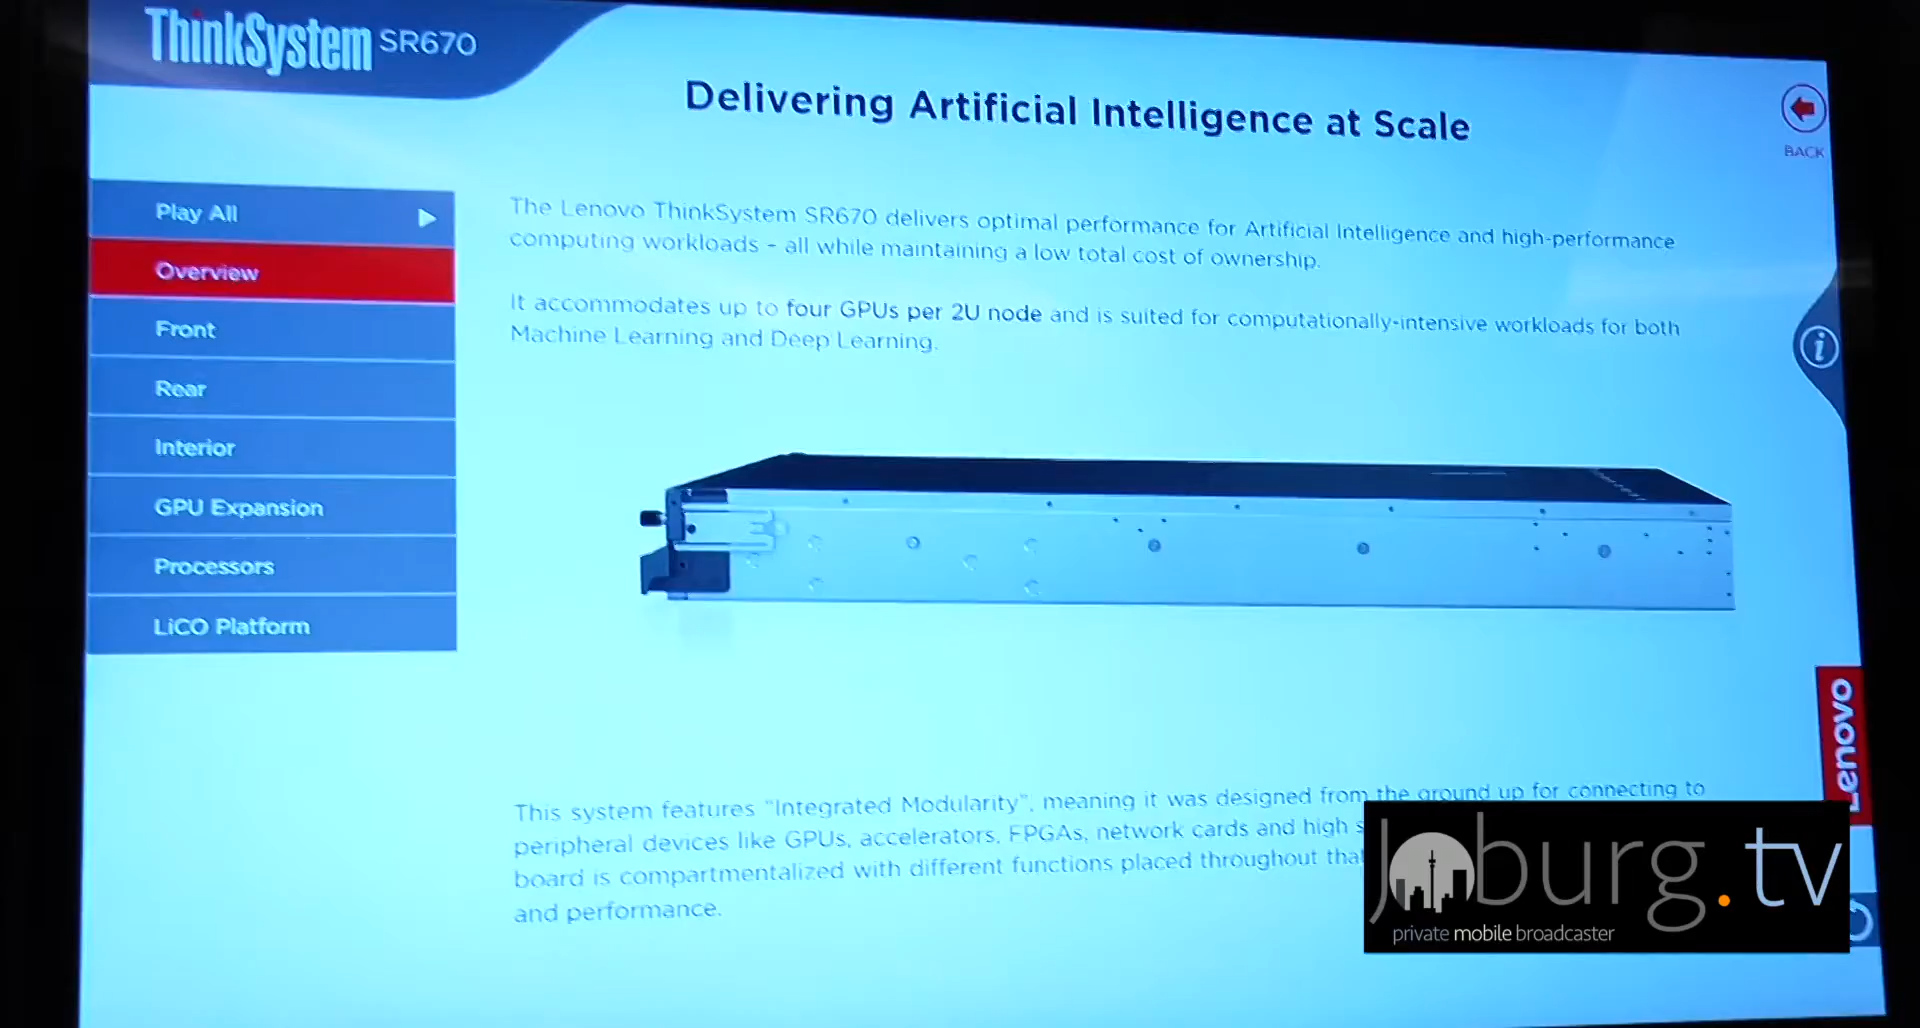 ThinkSystem SR670
Delivering Artificial Intelligence at Scale
BACK
Play All
Overview
Front
Rear
Interior
GPU Expansion
Processors
LiCO Platform
The Lenovo ThinkSystem SR670 delivers optimal performance for Artificial Intelligence and high-performance
computing workloads - all while maintaining a low total cost of ownership.
It accommodates up to four GPUs per 2U node and is suited for computationally-intensive workloads for both
Machine Learning and Deep Learning.
i
Lenovo
This system features "Integrated Modularity", meaning it was designed from the ground up for connecting to
peripheral devices like GPUs, accelerators, FPGAs, network cards and high
board is compartmentalized with different functions placed throughout
and performance.
Joburg.tv
private mobile broadcaster